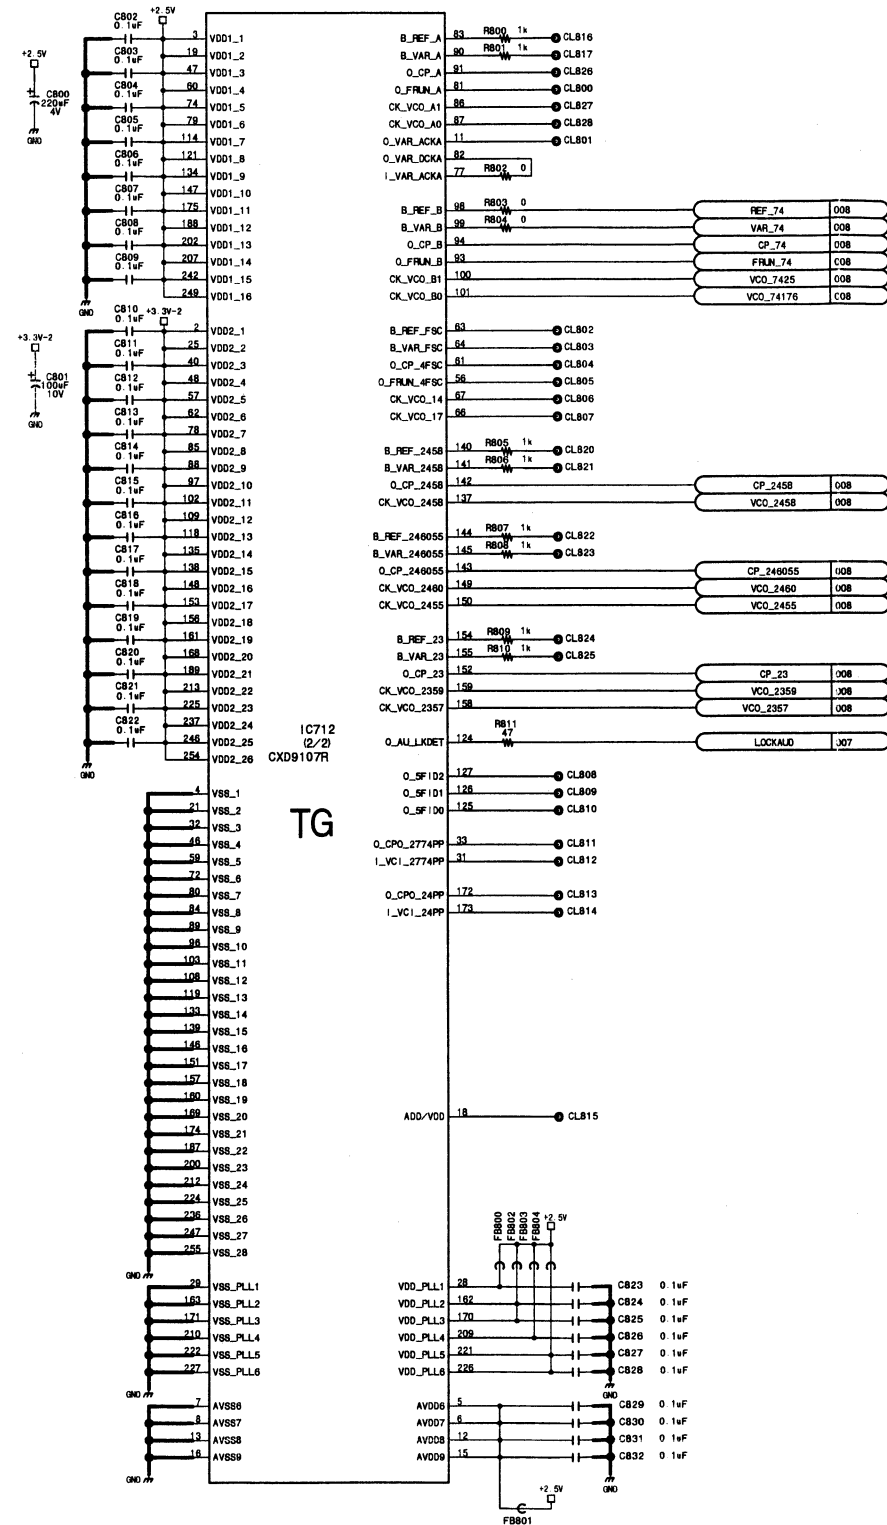 C802 0.1uF +2.5V 3 VDD1_1 B_REF_A 83 R800 1k CL816
19 VDD1_2 B_VAR_A 90 R801 1k CL817
C803 0.1uF 47 VDD1_3 O_CP_A 91 CL826
60 VDD1_4 O_FRUN_A 81 CL800
C804 0.1uF 74 VDD1_5 CK_VCO_A1 86 CL827
79 VDD1_6 CK_VCO_A0 87 CL828
C805 0.1uF 114 VDD1_7 O_VAR_ACKA 11 CL801
121 VDD1_8 O_VAR_DCKA 82
C806 0.1uF 134 VDD1_9 I_VAR_ACKA 77 R802 0
147 VDD1_10
C807 0.1uF 175 VDD1_11 B_REF_B 98 R803 0 REF_74 008
188 VDD1_12 B_VAR_B 99 R804 0 VAR_74 008
C808 0.1uF 202 VDD1_13 O_CP_B 94 CP_74 008
207 VDD1_14 O_FRUN_B 93 FRUN_74 008
C809 0.1uF 242 VDD1_15 CK_VCO_B1 100 VCO_7425 008
249 VDD1_16 CK_VCO_B0 101 VCO_74176 008
+2.5V
C800
220uF
4V
GND
GND
C810 0.1uF +3.3V-2 2 VDD2_1 B_REF_FSC 63 CL802
25 VDD2_2 B_VAR_FSC 64 CL803
C811 0.1uF 40 VDD2_3 O_CP_4FSC 61 CL804
48 VDD2_4 O_FRUN_4FSC 56 CL805
C812 0.1uF 57 VDD2_5 CK_VCO_14 67 CL806
62 VDD2_6 CK_VCO_17 66 CL807
C813 0.1uF 78 VDD2_7
85 VDD2_8 B_REF_2458 140 R805 1k CL820
C814 0.1uF 88 VDD2_9 B_VAR_2458 141 R806 1k CL821
97 VDD2_10 O_CP_2458 142 CP_2458 008
C815 0.1uF 102 VDD2_11 CK_VCO_2458 137 VCO_2458 008
109 VDD2_12
C816 0.1uF 118 VDD2_13 B_REF_246055 144 R807 1k CL822
135 VDD2_14 B_VAR_246055 145 R808 1k CL823
C817 0.1uF 138 VDD2_15 O_CP_246055 143 CP_246055 008
148 VDD2_16 CK_VCO_2460 149 VCO_2460 008
C818 0.1uF 153 VDD2_17 CK_VCO_2455 150 VCO_2455 008
156 VDD2_18
C819 0.1uF 161 VDD2_19 B_REF_23 154 R809 1k CL824
168 VDD2_20 B_VAR_23 155 R810 1k CL825
C820 0.1uF 189 VDD2_21 O_CP_23 152 CP_23 008
213 VDD2_22 CK_VCO_2359 159 VCO_2359 008
C821 0.1uF 225 VDD2_23 CK_VCO_2357 158 VCO_2357 008
237 VDD2_24
C822 0.1uF 246 VDD2_25 O_AU_LKDET 124 R811 47 LOCKAUD 007
254 VDD2_26
+3.3V-2
C801
100uF
10V
GND
GND
IC712
(2/2)
CXD9107R
TG
4 VSS_1 O_5FID2 127 CL808
O_5FID1 126 CL809
21 VSS_2 O_5FID0 125 CL810
32 VSS_3
46 VSS_4 O_CPO_2774PP 33 CL811
59 VSS_5 I_VCI_2774PP 31 CL812
72 VSS_6
80 VSS_7 O_CPO_24PP 172 CL813
84 VSS_8 I_VCI_24PP 173 CL814
89 VSS_9
96 VSS_10
103 VSS_11
108 VSS_12
119 VSS_13
133 VSS_14
139 VSS_15
146 VSS_16
151 VSS_17
157 VSS_18
160 VSS_19
169 VSS_20 ADD/VDD 18 CL815
174 VSS_21
187 VSS_22
200 VSS_23
212 VSS_24
224 VSS_25
236 VSS_26
247 VSS_27
255 VSS_28
GND
FB800
FB802
FB803
FB804
+2.5V
29 VSS_PLL1 VDD_PLL1 28 C823 0.1uF
163 VSS_PLL2 VDD_PLL2 162 C824 0.1uF
171 VSS_PLL3 VDD_PLL3 170 C825 0.1uF
210 VSS_PLL4 VDD_PLL4 209 C826 0.1uF
222 VSS_PLL5 VDD_PLL5 221 C827 0.1uF
227 VSS_PLL6 VDD_PLL6 226 C828 0.1uF
GND GND
7 AVSS6 AVDD6 5 C829 0.1uF
8 AVSS7 AVDD7 6 C830 0.1uF
13 AVSS8 AVDD8 12 C831 0.1uF
16 AVSS9 AVDD9 15 C832 0.1uF
GND GND
+2.5V
FB801